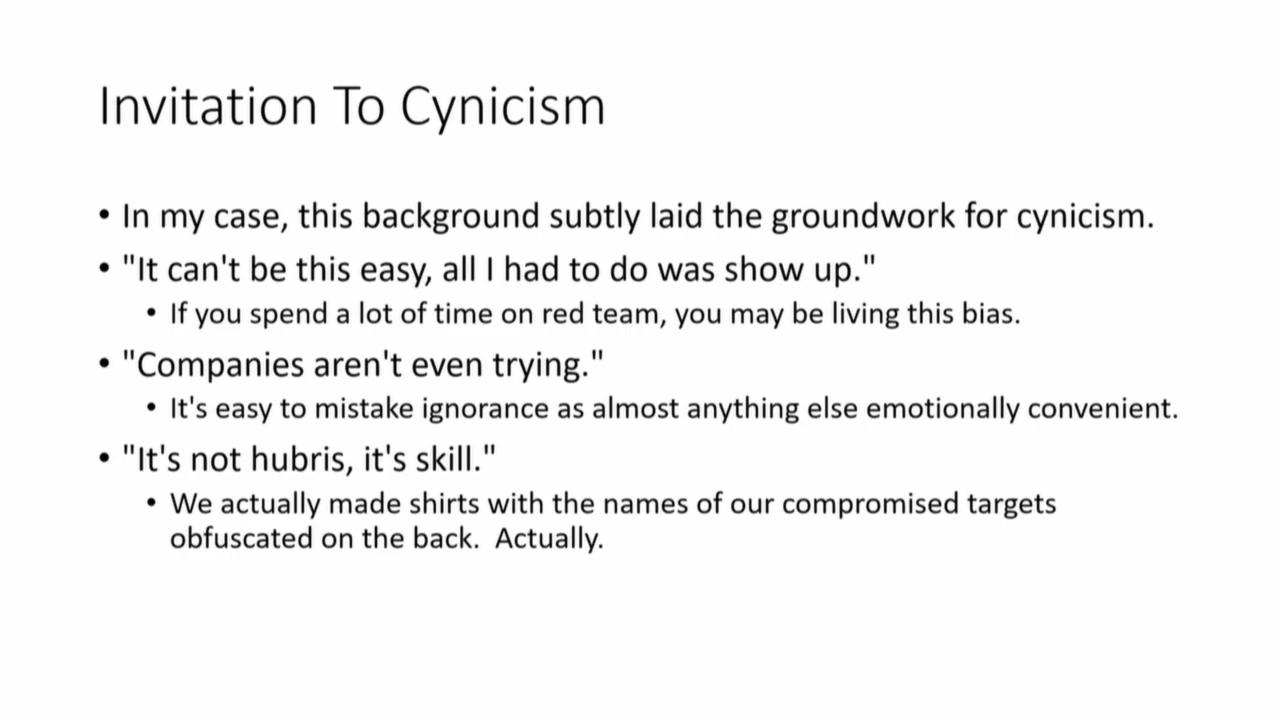 Invitation To Cynicism
• In my case, this background subtly laid the groundwork for cynicism.
• "It can't be this easy, all I had to do was show up."
• If you spend a lot of time on red team, you may be living this bias.
• "Companies aren't even trying."
• It's easy to mistake ignorance as almost anything else emotionally convenient.
• "It's not hubris, it's skill."
• We actually made shirts with the names of our compromised targets
obfuscated on the back.  Actually.